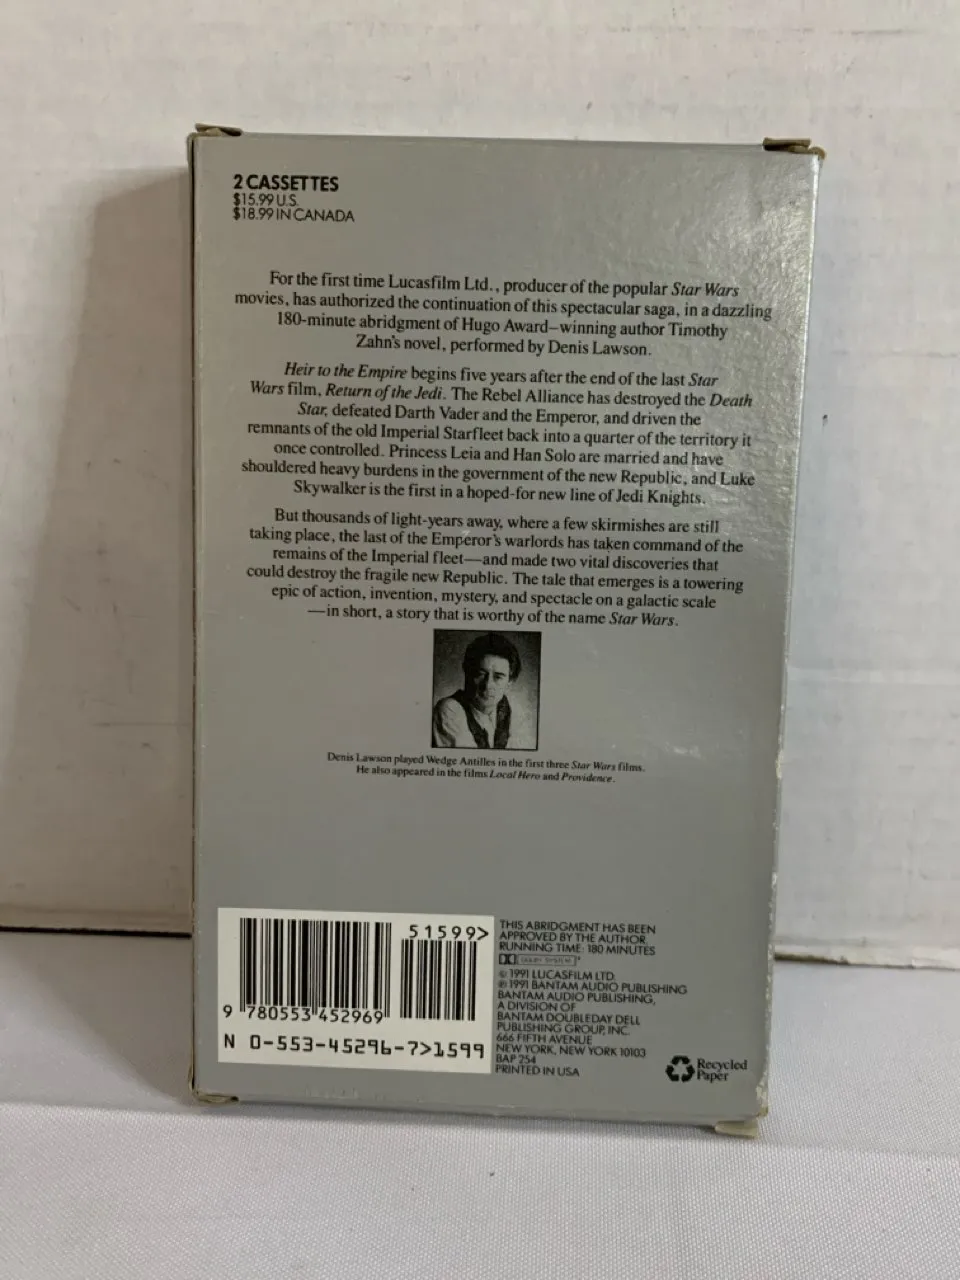 2 CASSETTES
$15.99 U.S.
$18.99 IN CANADA
For the first time Lucasfilm Ltd., producer of the popular Star Wars
movies, has authorized the continuation of this spectacular saga, in a dazzling
180-minute abridgment of Hugo Award–winning author Timothy
Zahn's novel, performed by Denis Lawson.
Heir to the Empire begins five years after the end of the last Star
Wars film, Return of the Jedi. The Rebel Alliance has destroyed the Death
Star, defeated Darth Vader and the Emperor, and driven the
remnants of the old Imperial Starfleet back into a quarter of the territory it
once controlled. Princess Leia and Han Solo are married and have
shouldered heavy burdens in the government of the new Republic, and Luke
Skywalker is the first in a hoped-for new line of Jedi Knights.
But thousands of light-years away, where a few skirmishes are still
taking place, the last of the Emperor's warlords has taken command of the
remains of the Imperial fleet—and made two vital discoveries that
could destroy the fragile new Republic. The tale that emerges is a towering
epic of action, invention, mystery, and spectacle on a galactic scale
—in short, a story that is worthy of the name Star Wars.
Denis Lawson played Wedge Antilles in the first three Star Wars films.
He also appeared in the films Local Hero and Providence.
51599>
9 780553 452969
N 0-553-45296-7>1599
THIS ABRIDGMENT HAS BEEN
APPROVED BY THE AUTHOR.
RUNNING TIME: 180 MINUTES
DOLBY SYSTEM
© 1991 LUCASFILM LTD.
℗ 1991 BANTAM AUDIO PUBLISHING
BANTAM AUDIO PUBLISHING,
A DIVISION OF
BANTAM DOUBLEDAY DELL
PUBLISHING GROUP, INC.
666 FIFTH AVENUE
NEW YORK, NEW YORK 10103
BAP 254
PRINTED IN USA
Recycled
Paper